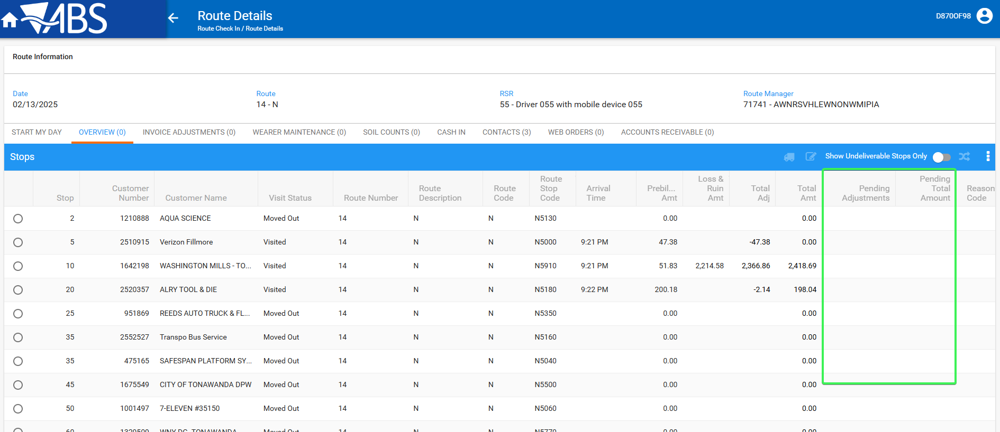 ABS
Route Details
Route Check In / Route Details
D870OF98
Route Information
Date
02/13/2025
Route
14 - N
RSR
55 - Driver 055 with mobile device 055
Route Manager
71741 - AWNRSVHLEWNONWMIPIA
START MY DAY OVERVIEW (0) INVOICE ADJUSTMENTS (0) WEARER MAINTENANCE (0) SOIL COUNTS (0) CASH IN CONTACTS (3) WEB ORDERS (0) ACCOUNTS RECEIVABLE (0)
Stops Show Undeliverable Stops Only
Stop
Customer
Number
Customer Name
Visit Status
Route Number
Route
Description
Route
Code
Route
Stop
Code
Arrival
Time
Prebil...
Amt
Loss &
Ruin
Amt
Total
Adj
Total
Amt
Pending
Adjustments
Pending
Total
Amount
Reason
Code
2 1210888 AQUA SCIENCE Moved Out 14 N N N5130 0.00 0.00
5 2510915 Verizon Fillmore Visited 14 N N N5000 9:21 PM 47.38 -47.38 0.00
10 1642198 WASHINGTON MILLS - TO... Visited 14 N N N5910 9:21 PM 51.83 2,214.58 2,366.86 2,418.69
20 2520357 ALRY TOOL & DIE Visited 14 N N N5180 9:22 PM 200.18 -2.14 198.04
25 951869 REEDS AUTO TRUCK & FL... Moved Out 14 N N N5350 0.00 0.00
35 2552527 Transpo Bus Service Moved Out 14 N N N5160 0.00 0.00
35 475165 SAFESPAN PLATFORM SY... Moved Out 14 N N N5040 0.00 0.00
45 1675549 CITY OF TONAWANDA DPW Moved Out 14 N N N5500 0.00 0.00
50 1001497 7-ELEVEN #35150 Moved Out 14 N N N5060 0.00 0.00
60 WNY DC- TONAWANDA Moved Out 14 N N N5770 0.00 0.00